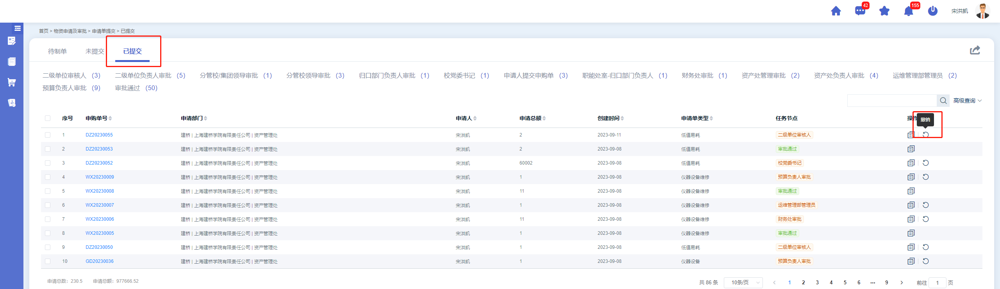 42
155
宋洪凯
首页 > 物资申请及审批 > 申请单提交 > 已提交
待制单 未提交 已提交
二级单位审核人 (3) 二级单位负责人审批 (5) 分管校/集团领导审批 (1) 分管校领导审批 (3) 归口部门负责人审批 (1) 校党委书记 (1) 申请人提交申购单 (3) 职能处室-归口部门负责人 (1) 财务处审批 (1) 资产处管理审批 (2) 资产处负责人审批 (4) 运维管理部管理员 (2)
预算负责人审批 (9) 审批通过 (50)
高级查询
序号 申购单号 申请部门 申请人 申请总额 创建时间 申请单类型 任务节点 操作
撤销
1 DZ20230055 建桥 | 上海建桥学院有限责任公司 | 资产管理处 宋洪凯 2 2023-09-11 低值易耗 二级单位审核人
2 DZ20230053 建桥 | 上海建桥学院有限责任公司 | 资产管理处 宋洪凯 2 2023-09-08 低值易耗 审批通过
3 DZ20230052 建桥 | 上海建桥学院有限责任公司 | 资产管理处 宋洪凯 60002 2023-09-08 低值易耗 校党委书记
4 WX20230009 建桥 | 上海建桥学院有限责任公司 | 资产管理处 宋洪凯 1 2023-09-08 仪器设备维修 预算负责人审批
5 WX20230008 建桥 | 上海建桥学院有限责任公司 | 资产管理处 宋洪凯 11 2023-09-08 仪器设备维修 审批通过
6 WX20230007 建桥 | 上海建桥学院有限责任公司 | 资产管理处 宋洪凯 1 2023-09-08 仪器设备维修 运维管理部管理员
7 WX20230006 建桥 | 上海建桥学院有限责任公司 | 资产管理处 宋洪凯 11 2023-09-08 仪器设备维修 财务处审批
8 WX20230005 建桥 | 上海建桥学院有限责任公司 | 资产管理处 宋洪凯 1 2023-09-08 仪器设备维修 审批通过
9 DZ20230050 建桥 | 上海建桥学院有限责任公司 | 资产管理处 宋洪凯 1 2023-09-08 低值易耗 二级单位审核人
10 GD20230036 建桥 | 上海建桥学院有限责任公司 | 资产管理处 宋洪凯 1 2023-09-08 仪器设备 预算负责人审批
申请总数：230.5 申请总额：977666.52
共 86 条 10条/页 < 1 2 3 4 5 6 ··· 9 > 前往 1 页